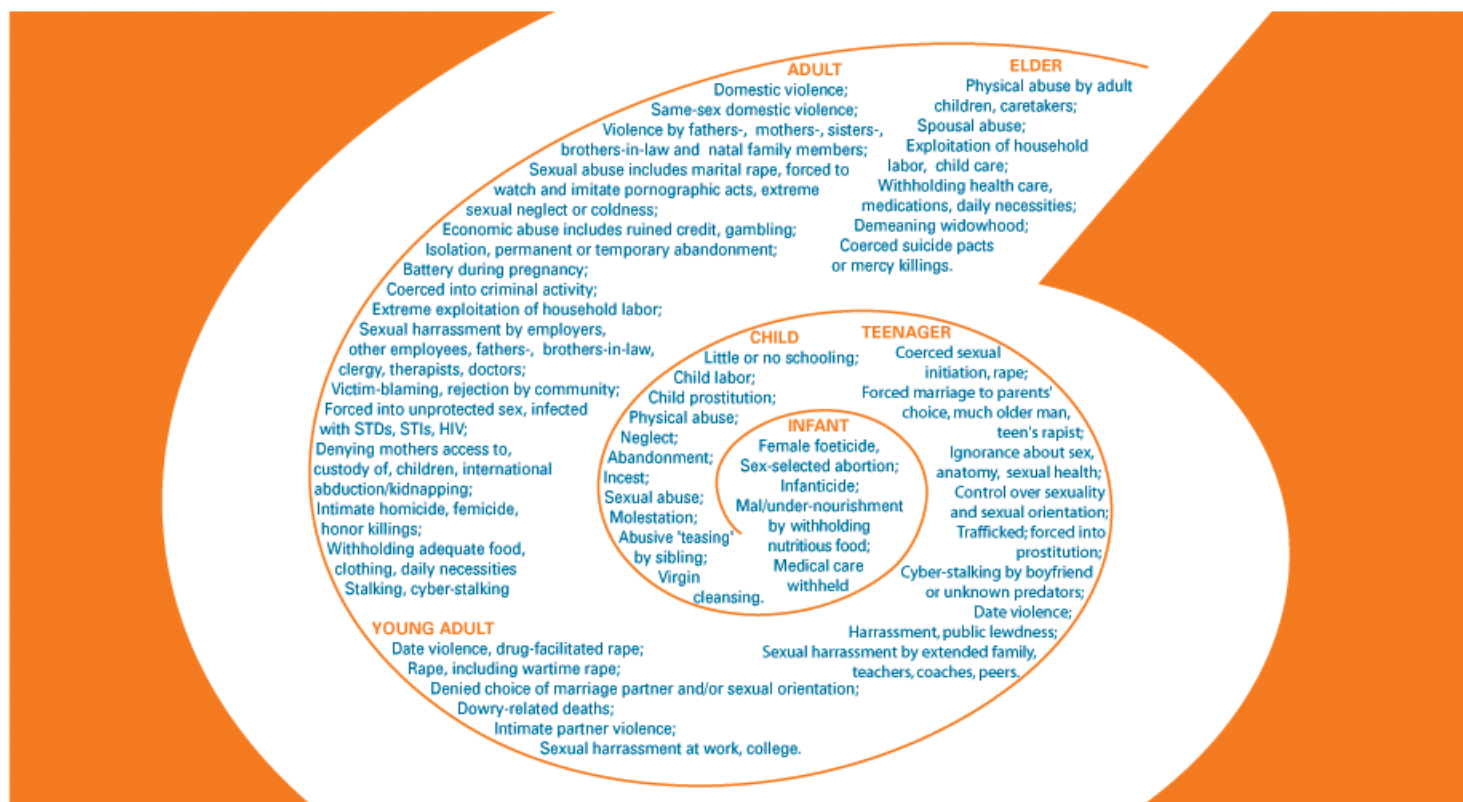 ADULT
Domestic violence;
Same-sex domestic violence;
Violence by fathers-, mothers-, sisters-,
brothers-in-law and natal family members;
Sexual abuse includes marital rape, forced to
watch and imitate pornographic acts, extreme
sexual neglect or coldness;
Economic abuse includes ruined credit, gambling;
Isolation, permanent or temporary abandonment;
Battery during pregnancy;
Coerced into criminal activity;
Extreme exploitation of household labor;
Sexual harrassment by employers,
other employees, fathers-, brothers-in-law,
clergy, therapists, doctors;
Victim-blaming, rejection by community;
Forced into unprotected sex, infected
with STDs, STIs, HIV;
Denying mothers access to,
custody of, children, international
abduction/kidnapping;
Intimate homicide, femicide,
honor killings;
Withholding adequate food,
clothing, daily necessities
Stalking, cyber-stalking
ELDER
Physical abuse by adult
children, caretakers;
Spousal abuse;
Exploitation of household
labor, child care;
Withholding health care,
medications, daily necessities;
Demeaning widowhood;
Coerced suicide pacts
or mercy killings.
CHILD
Little or no schooling;
Child labor;
Child prostitution;
Physical abuse;
Neglect;
Abandonment;
Incest;
Sexual abuse;
Molestation;
Abusive "teasing"
by sibling;
Virgin
cleansing.
INFANT
Female foeticide,
Sex-selected abortion;
Infanticide;
Mal/under-nourishment
by withholding
nutritious food;
Medical care
withheld
TEENAGER
Coerced sexual
initiation, rape;
Forced marriage to parents'
choice, much older man,
teen's rapist;
Ignorance about sex,
anatomy, sexual health;
Control over sexuality
and sexual orientation;
Trafficked; forced into
prostitution;
Cyber-stalking by boyfriend
or unknown predators;
Date violence;
Harrassment, public lewdness;
Sexual harrassment by extended family,
teachers, coaches, peers.
YOUNG ADULT
Date violence, drug-facilitated rape;
Rape, including wartime rape;
Denied choice of marriage partner and/or sexual orientation;
Dowry-related deaths;
Intimate partner violence;
Sexual harrassment at work, college.